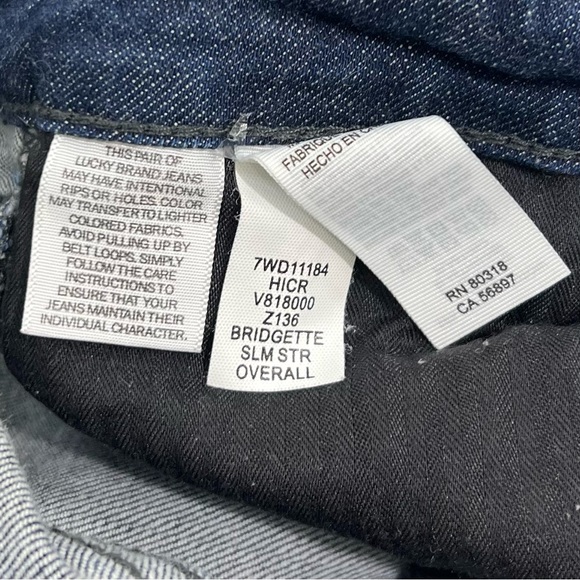 THIS PAIR OF
LUCKY BRAND JEANS
MAY HAVE INTENTIONAL
RIPS OR HOLES. COLOR
MAY TRANSFER TO LIGHTER
COLORED FABRICS.
AVOID PULLING UP BY
BELT LOOPS. SIMPLY
FOLLOW THE CARE
INSTRUCTIONS TO
ENSURE THAT YOUR
JEANS MAINTAIN THEIR
INDIVIDUAL CHARACTER.
7WD11184
HICR
V818000
Z136
BRIDGETTE
SLM STR
OVERALL
HECHO EN
RN 80318
CA 56897